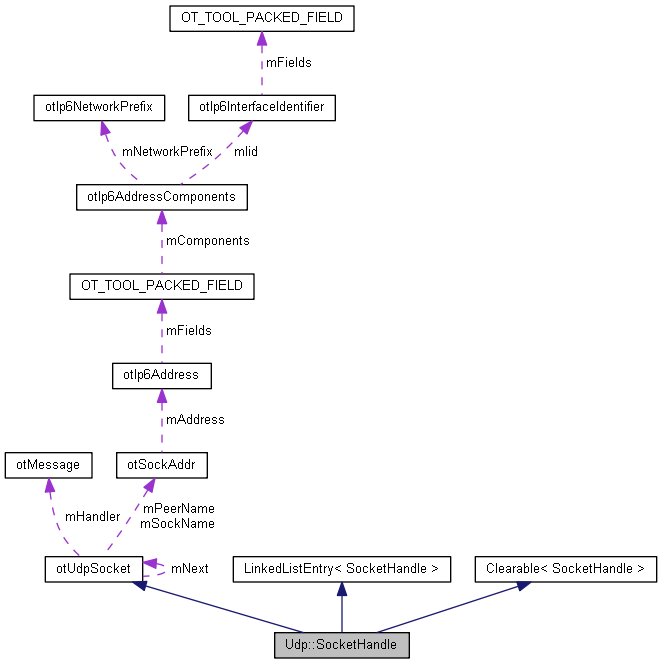 OT_TOOL_PACKED_FIELD
mFields
otIp6NetworkPrefix
otIp6InterfaceIdentifier
mNetworkPrefix
mIid
otIp6AddressComponents
mComponents
OT_TOOL_PACKED_FIELD
mFields
otIp6Address
mAddress
otMessage
otSockAddr
mHandler
mPeerName
mSockName
otUdpSocket
mNext
LinkedListEntry< SocketHandle >
Clearable< SocketHandle >
Udp::SocketHandle